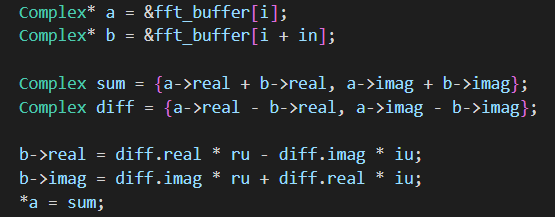 Complex* a = &fft_buffer[i];
Complex* b = &fft_buffer[i + in];
Complex sum = {a->real + b->real, a->imag + b->imag};
Complex diff = {a->real - b->real, a->imag - b->imag};
b->real = diff.real * ru - diff.imag * iu;
b->imag = diff.imag * ru + diff.real * iu;
*a = sum;